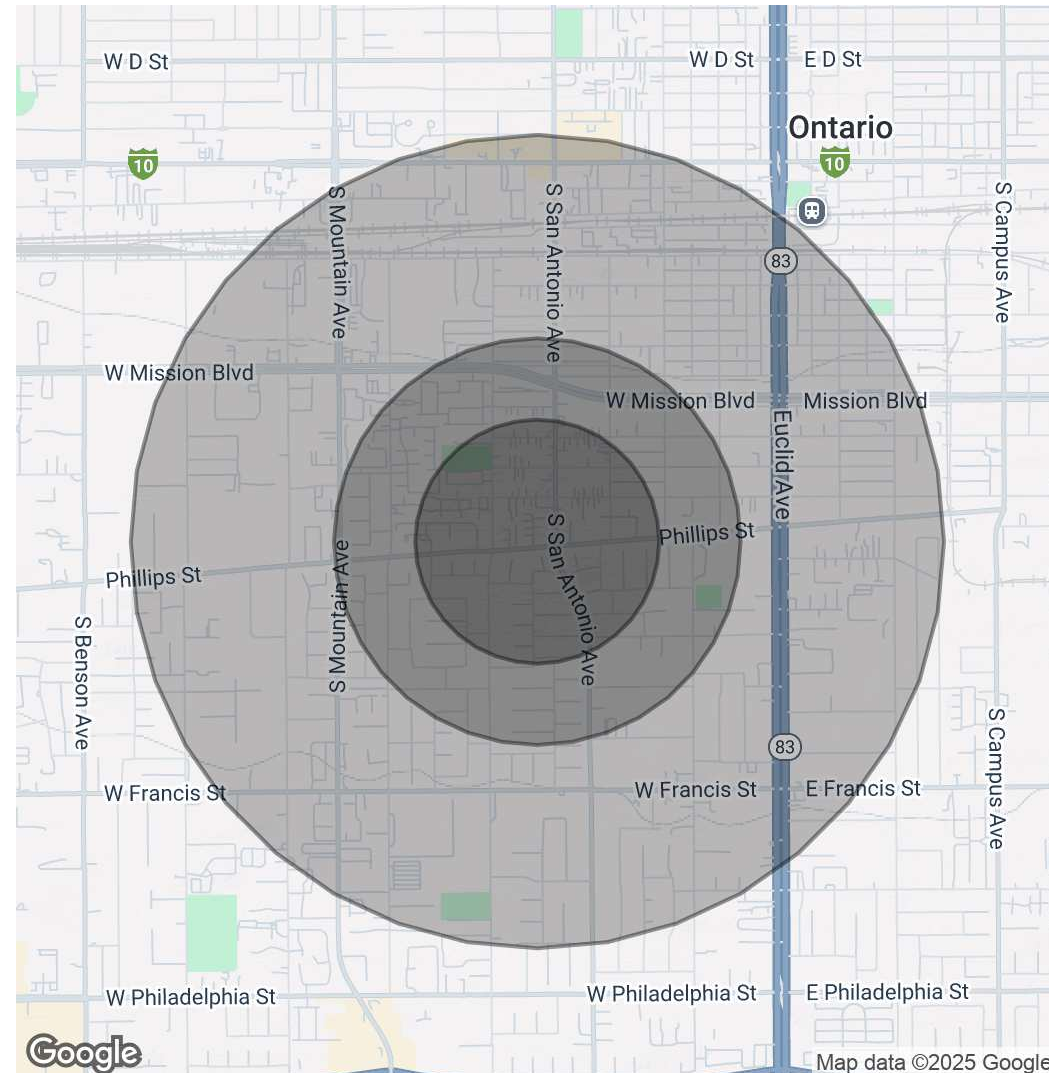 W D St
W D St
E D St
Ontario
10
10
S Mountain Ave
S San Antonio Ave
S Campus Ave
83
W Mission Blvd
W Mission Blvd
Mission Blvd
Euclid Ave
S San Antonio Ave
Phillips St
Phillips St
S Mountain Ave
S Benson Ave
S Campus Ave
83
W Francis St
W Francis St
E Francis St
W Philadelphia St
W Philadelphia St
E Philadelphia St
Google
Map data ©2025 Google